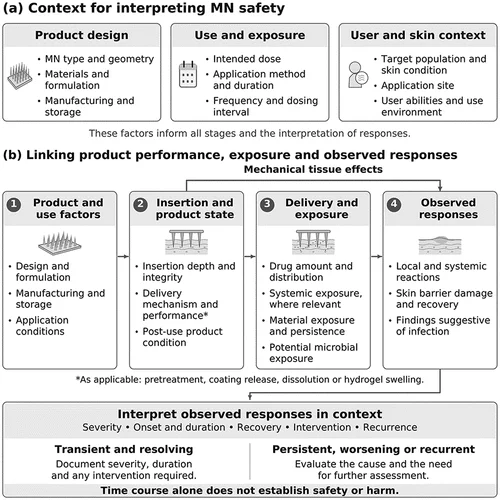 (a) Context for interpreting MN safety
Product design
• MN type and geometry
• Materials and
formulation
• Manufacturing and
storage
Use and exposure
• Intended dose
• Application method
and duration
• Frequency and dosing
interval
User and skin context
• Target population and
skin condition
• Application site
• User abilities and use
environment
These factors inform all stages and the interpretation of responses.
(b) Linking product performance, exposure and observed responses
Mechanical tissue effects
1
Product and
use factors
• Design and
formulation
• Manufacturing and
storage
• Application
conditions
2
Insertion and
product state
• Insertion depth and
integrity
• Delivery
mechanism and
performance*
• Post-use product
condition
3
Delivery and
exposure
• Drug amount and
distribution
• Systemic exposure,
where relevant
• Material exposure
and persistence
• Potential microbial
exposure
4
Observed
responses
• Local and systemic
reactions
• Skin barrier damage
and recovery
• Findings suggestive
of infection
*As applicable: pretreatment, coating release, dissolution or hydrogel swelling.
Interpret observed responses in context
Severity • Onset and duration • Recovery • Intervention • Recurrence
Transient and resolving
Document severity, duration
and any intervention required.
Persistent, worsening or recurrent
Evaluate the cause and the need
for further assessment.
Time course alone does not establish safety or harm.